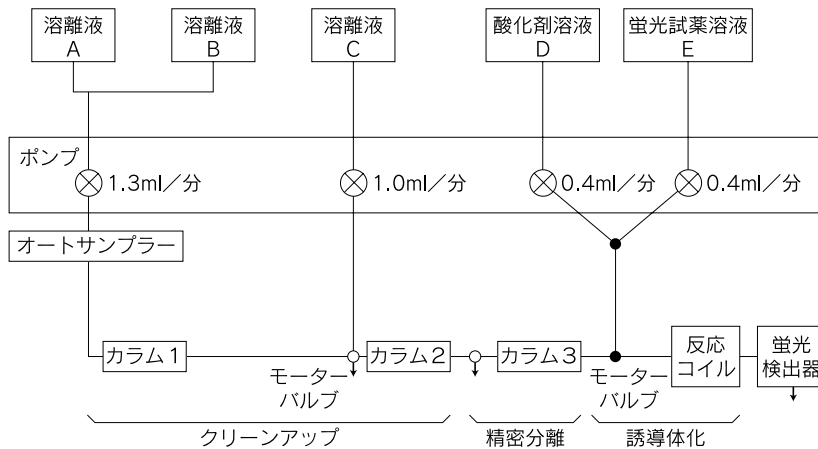 溶離液
A
溶離液
B
溶離液
C
酸化剤溶液
D
蛍光試薬溶液
E
ポンプ
1.3ml/分
1.0ml/分
0.4ml/分
0.4ml/分
オートサンプラー
カラム1
カラム2
カラム3
反応
コイル
蛍光
検出器
モーター
バルブ
モーター
バルブ
クリーンアップ
精密分離
誘導体化